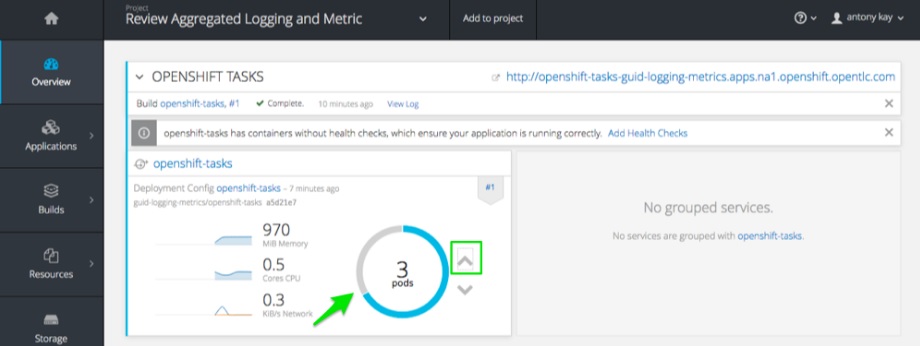 Project
Review Aggregated Logging and Metric
Add to project
antony kay
Overview
Applications
Builds
Resources
Storage
OPENSHIFT TASKS
http://openshift-tasks-guid-logging-metrics.apps.na1.openshift.opentlc.com
Build openshift-tasks, #1 Complete. 10 minutes ago View Log
openshift-tasks has containers without health checks, which ensure your application is running correctly. Add Health Checks
openshift-tasks
Deployment Config openshift-tasks - 7 minutes ago
#1
guid-logging-metrics/openshift-tasks a5d21e7
970
MiB Memory
0.5
Cores CPU
0.3
KiB/s Network
3
pods
No grouped services.
No services are grouped with openshift-tasks.